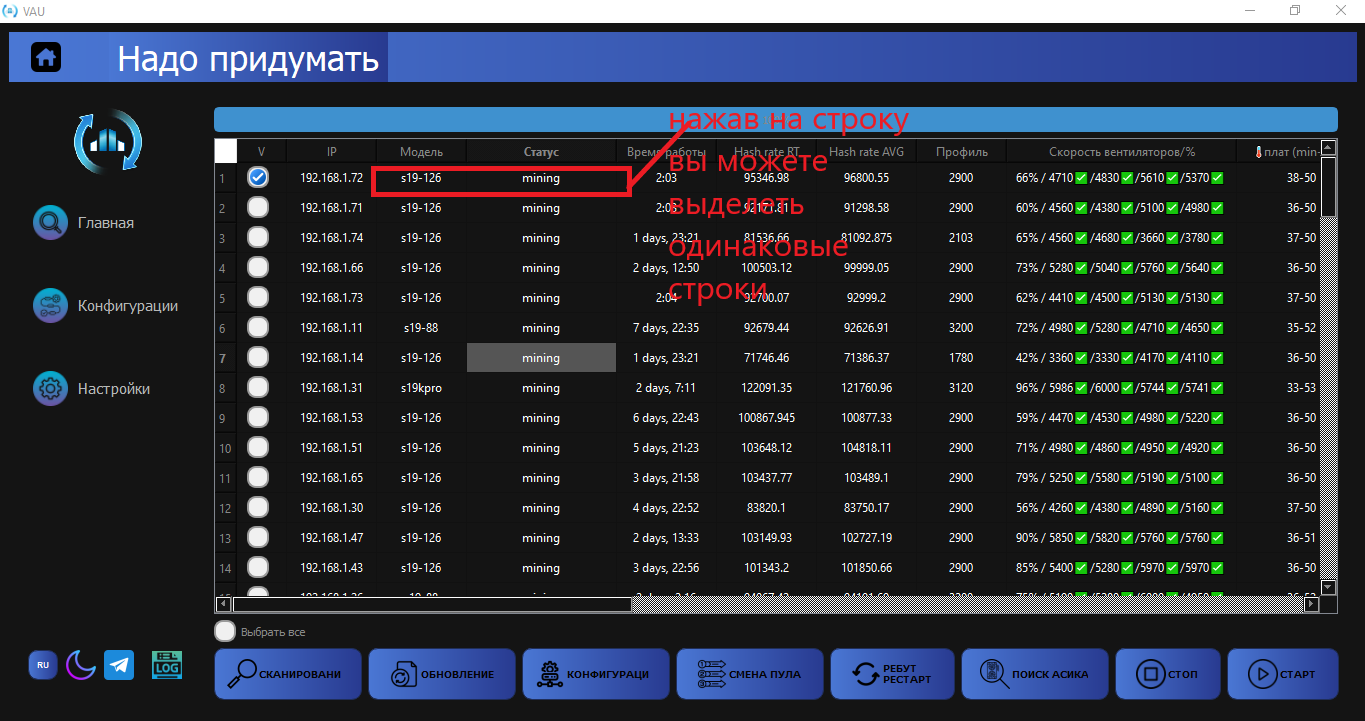 VAU
Надо придумать
нажав на строку
V IP Модель Статус Время работы Hash rate RT Hash rate AVG Профиль Скорость вентиляторов/% плат (min-
вы можете
1 192.168.1.72 s19-126 mining 2:03 95346.98 96800.55 2900 66% / 4710 ✅/4830 ✅/5610 ✅/5370 ✅ 38-50
выделеть
2 192.168.1.71 s19-126 mining 91298.58 2900 60% / 4560 ✅/4380 ✅/5100 ✅/4980 ✅ 36-50
Главная
одинаковые
3 192.168.1.74 s19-126 mining 1 days, 23:21 81536.66 81092.875 2103 65% / 4560 ✅/4680 ✅/3660 ✅/3780 ✅ 37-50
4 192.168.1.66 s19-126 mining 2 days, 12:50 100503.12 99999.05 2900 73% / 5280 ✅/5040 ✅/5760 ✅/5640 ✅ 36-50
строки
5 192.168.1.73 s19-126 mining 2:04 92700.07 92999.2 2900 62% / 4410 ✅/4500 ✅/5130 ✅/5130 ✅ 37-50
Конфигурации
6 192.168.1.11 s19-88 mining 7 days, 22:35 92679.44 92626.91 3200 72% / 4980 ✅/5280 ✅/4710 ✅/4650 ✅ 35-52
7 192.168.1.14 s19-126 mining 1 days, 23:21 71746.46 71386.37 1780 42% / 3360 ✅/3330 ✅/4170 ✅/4110 ✅ 36-50
8 192.168.1.31 s19kpro mining 2 days, 7:11 122091.35 121760.96 3120 96% / 5986 ✅/6000 ✅/5744 ✅/5741 ✅ 33-53
Настройки
9 192.168.1.53 s19-126 mining 6 days, 22:43 100867.945 100877.33 2900 59% / 4470 ✅/4530 ✅/4980 ✅/5220 ✅ 36-50
10 192.168.1.51 s19-126 mining 5 days, 21:23 103648.12 104818.11 2900 71% / 4980 ✅/4860 ✅/4950 ✅/4920 ✅ 36-50
11 192.168.1.65 s19-126 mining 3 days, 21:58 103437.77 103489.1 2900 79% / 5250 ✅/5580 ✅/5190 ✅/5100 ✅ 36-50
12 192.168.1.30 s19-126 mining 4 days, 22:52 83820.1 83750.17 2900 56% / 4260 ✅/4380 ✅/4890 ✅/5160 ✅ 37-50
13 192.168.1.47 s19-126 mining 2 days, 13:33 103149.93 102727.19 2900 90% / 5850 ✅/5820 ✅/5760 ✅/5760 ✅ 36-51
14 192.168.1.43 s19-126 mining 3 days, 22:56 101343.2 101850.66 2900 85% / 5400 ✅/5280 ✅/5970 ✅/5970 ✅ 36-50
Выбрать все
RU LOG
СКАНИРОВАНИ ОБНОВЛЕНИЕ КОНФИГУРАЦИ СМЕНА ПУЛА РЕБУТ
РЕСТАРТ ПОИСК АСИКА СТОП СТАРТ